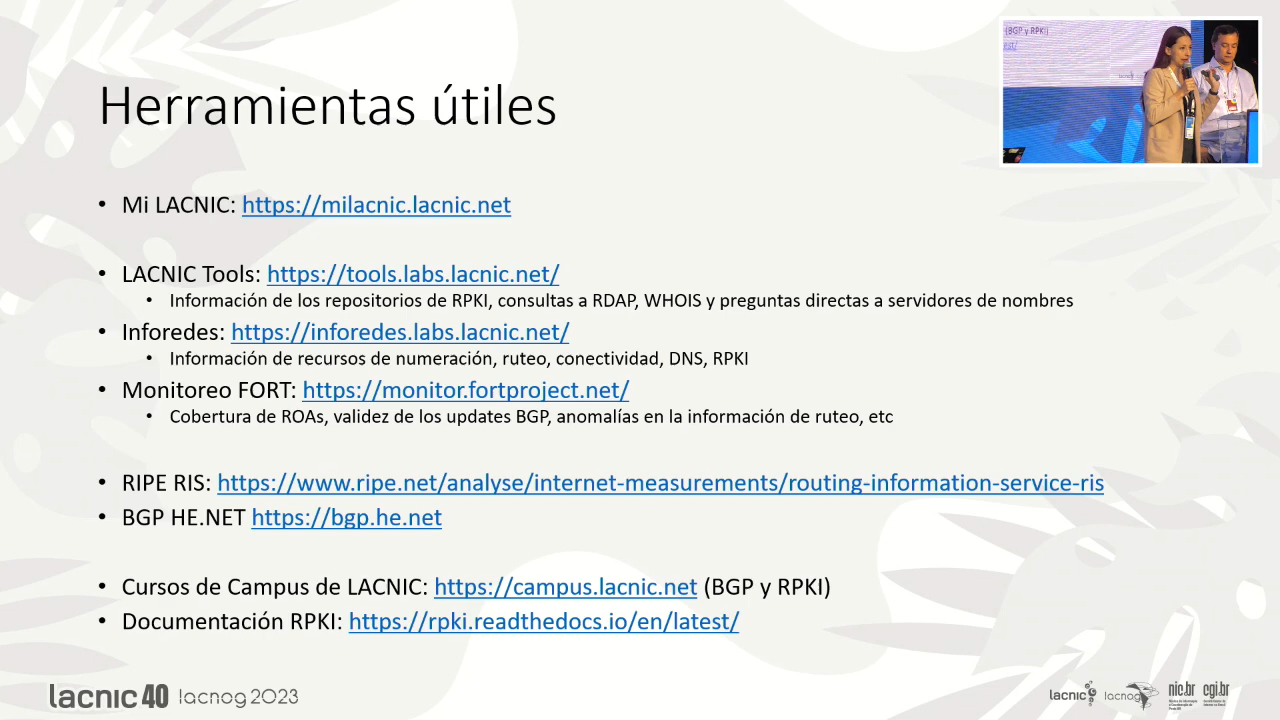 (BGP y RPKI)
Herramientas útiles
• Mi LACNIC: https://milacnic.lacnic.net
• LACNIC Tools: https://tools.labs.lacnic.net/
• Información de los repositorios de RPKI, consultas a RDAP, WHOIS y preguntas directas a servidores de nombres
• Inforedes: https://inforedes.labs.lacnic.net/
• Información de recursos de numeración, ruteo, conectividad, DNS, RPKI
• Monitoreo FORT: https://monitor.fortproject.net/
• Cobertura de ROAs, validez de los updates BGP, anomalías en la información de ruteo, etc
• RIPE RIS: https://www.ripe.net/analyse/internet-measurements/routing-information-service-ris
• BGP HE.NET https://bgp.he.net
• Cursos de Campus de LACNIC: https://campus.lacnic.net (BGP y RPKI)
• Documentación RPKI: https://rpki.readthedocs.io/en/latest/
lacnic 40 lacnog 2023
lacnic lacnog nic.br cgi.br